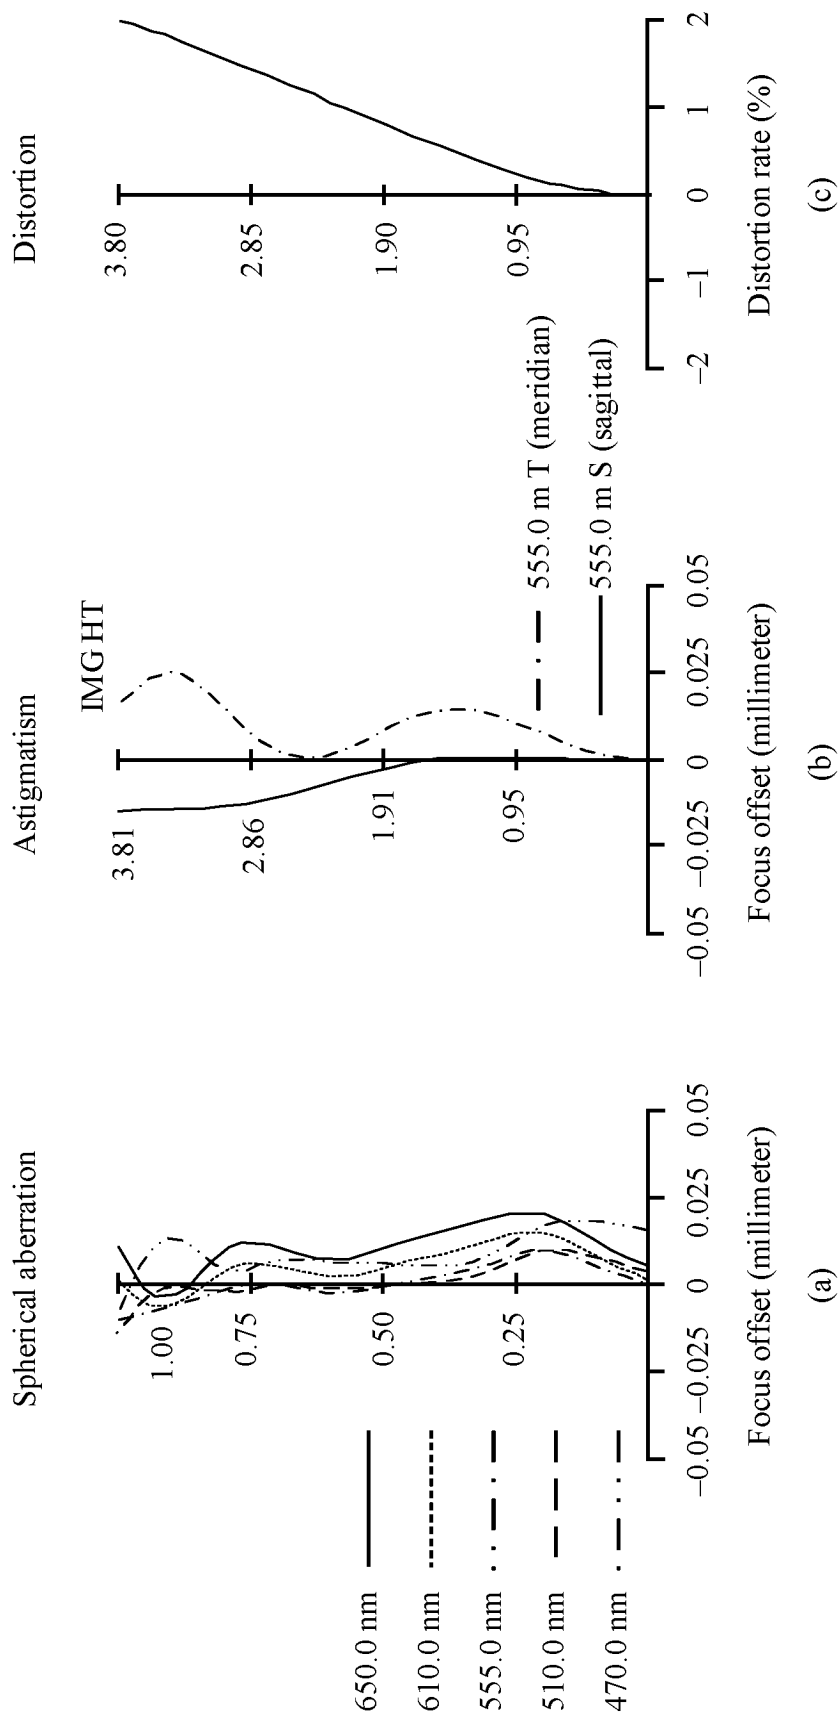 Spherical aberration
1.00
0.75
0.50
0.25
−0.05 −0.025 0 0.025 0.05
Focus offset (millimeter)
(a)
650.0 nm
610.0 nm
555.0 nm
510.0 nm
470.0 nm
Astigmatism
IMG HT
3.81
2.86
1.91
0.95
−0.05 −0.025 0 0.025 0.05
Focus offset (millimeter)
(b)
555.0 m T (meridian)
555.0 m S (sagittal)
Distortion
3.80
2.85
1.90
0.95
−2 −1 0 1 2
Distortion rate (%)
(c)